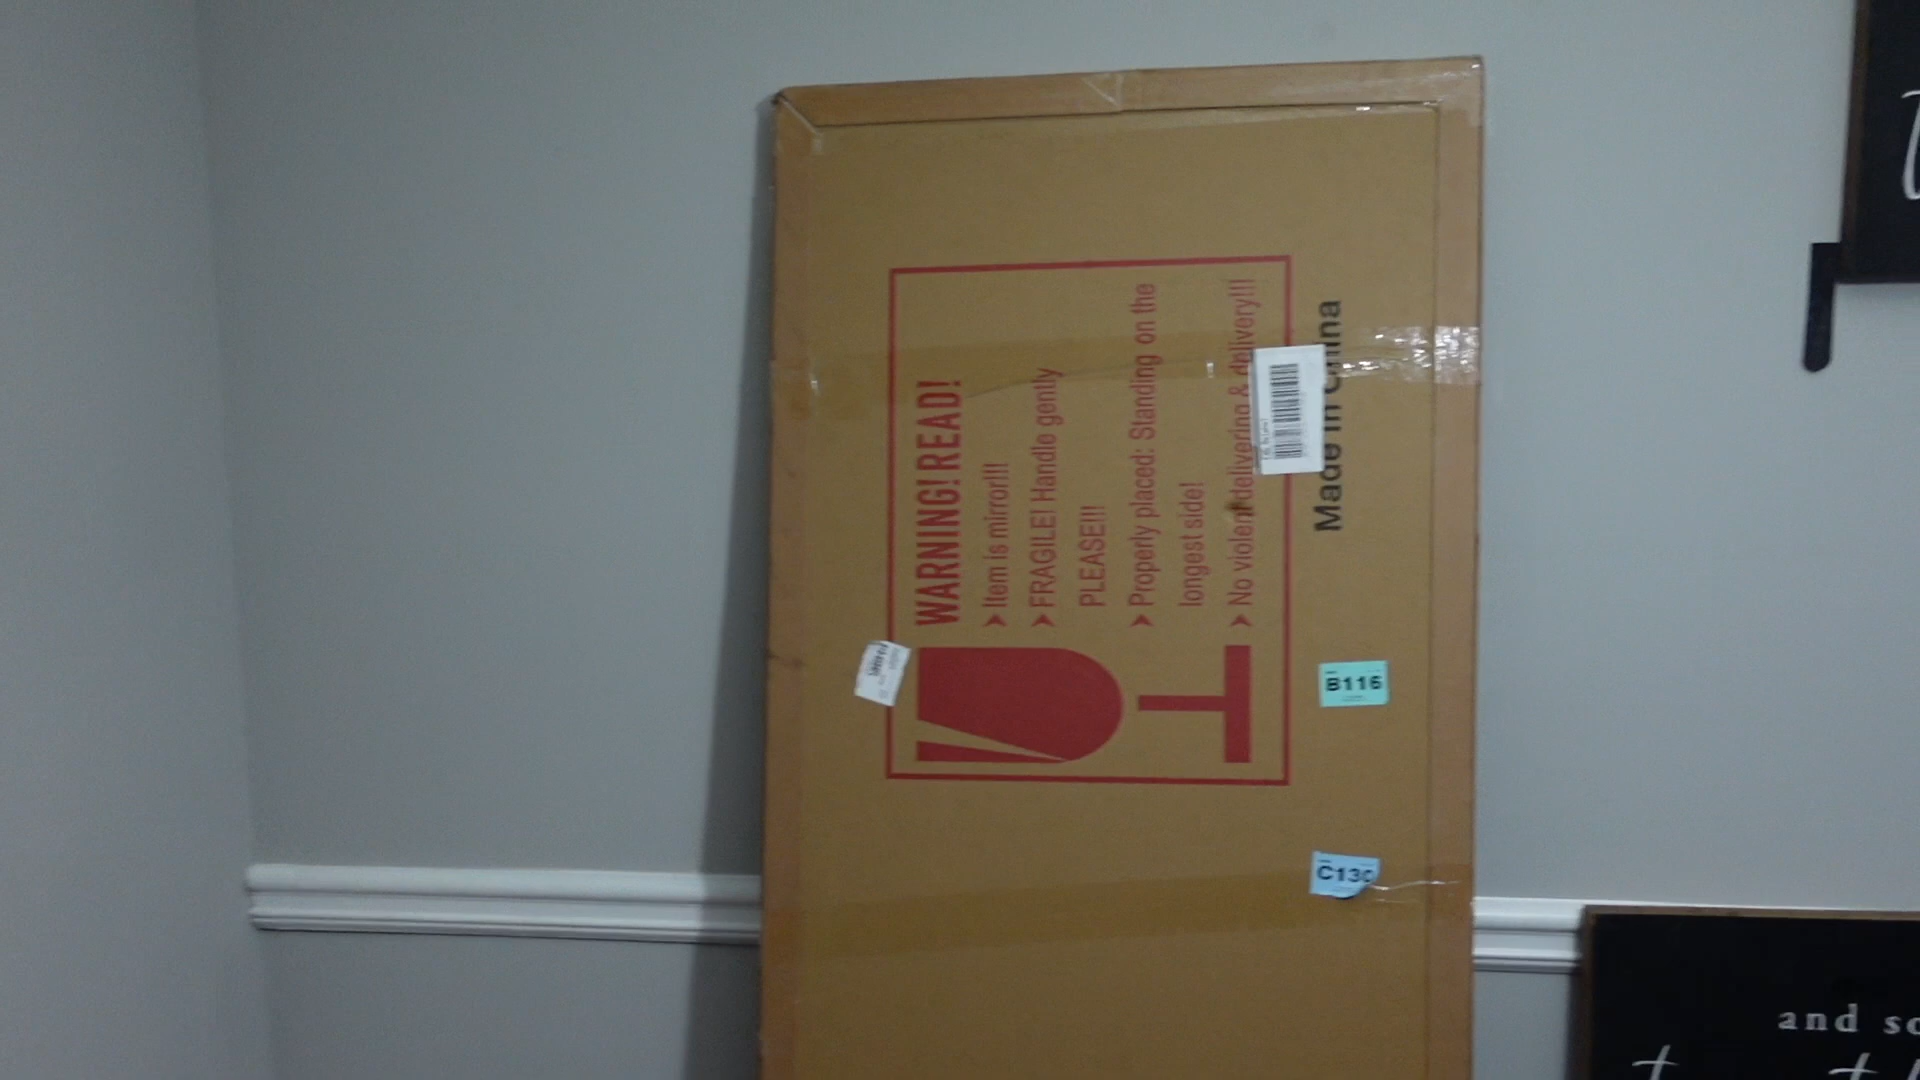 WARNING! READ!
➤ Item is mirror!!!
➤ FRAGILE! Handle gently
PLEASE!!!
➤ Properly placed: Standing on the
longest side!
➤ No violent delivering & delivery!!!
Made in China
B116
C130
and so